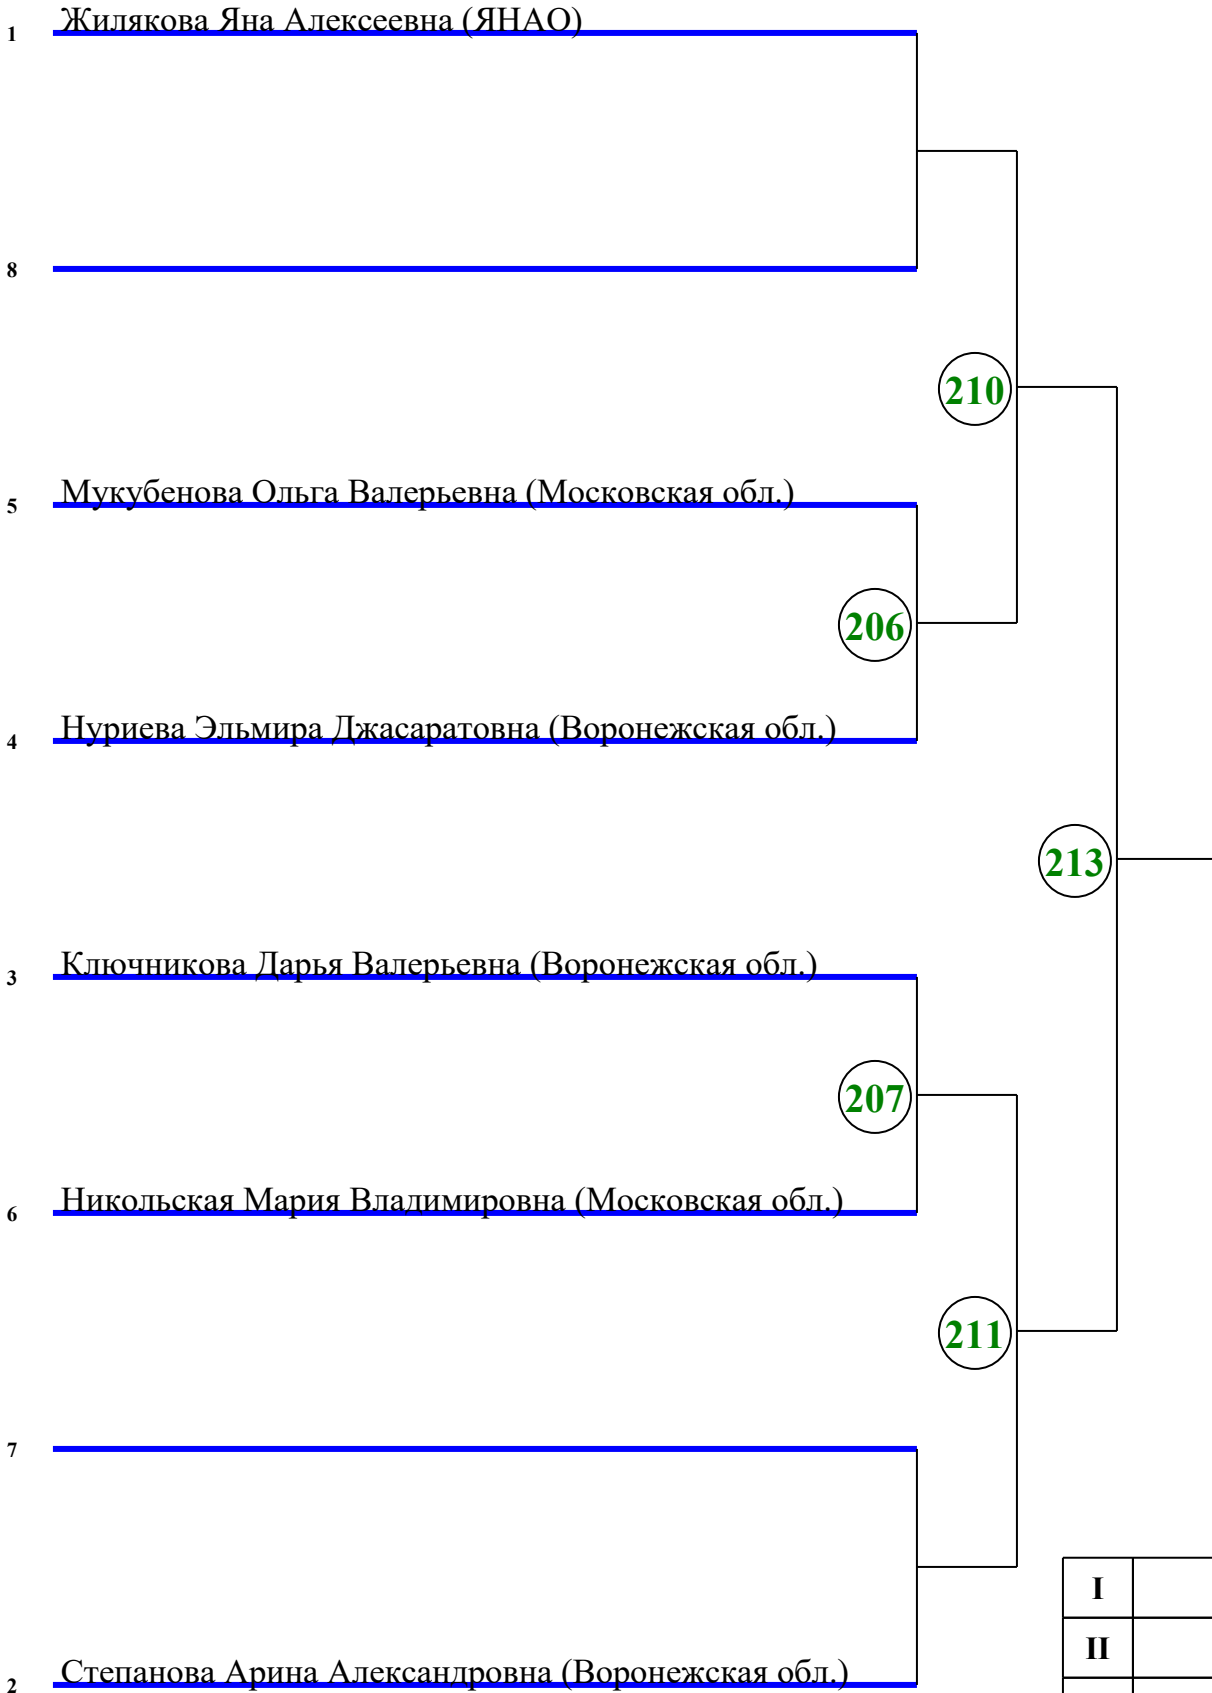 1 Жилякова Яна Алексеевна (ЯНАО)
8
210
5 Мукубенова Ольга Валерьевна (Московская обл.)
206
4 Нуриева Эльмира Джасаратовна (Воронежская обл.)
213
3 Ключникова Дарья Валерьевна (Воронежская обл.)
207
6 Никольская Мария Владимировна (Московская обл.)
211
7
I
II
2 Степанова Арина Александровна (Воронежская обл.)